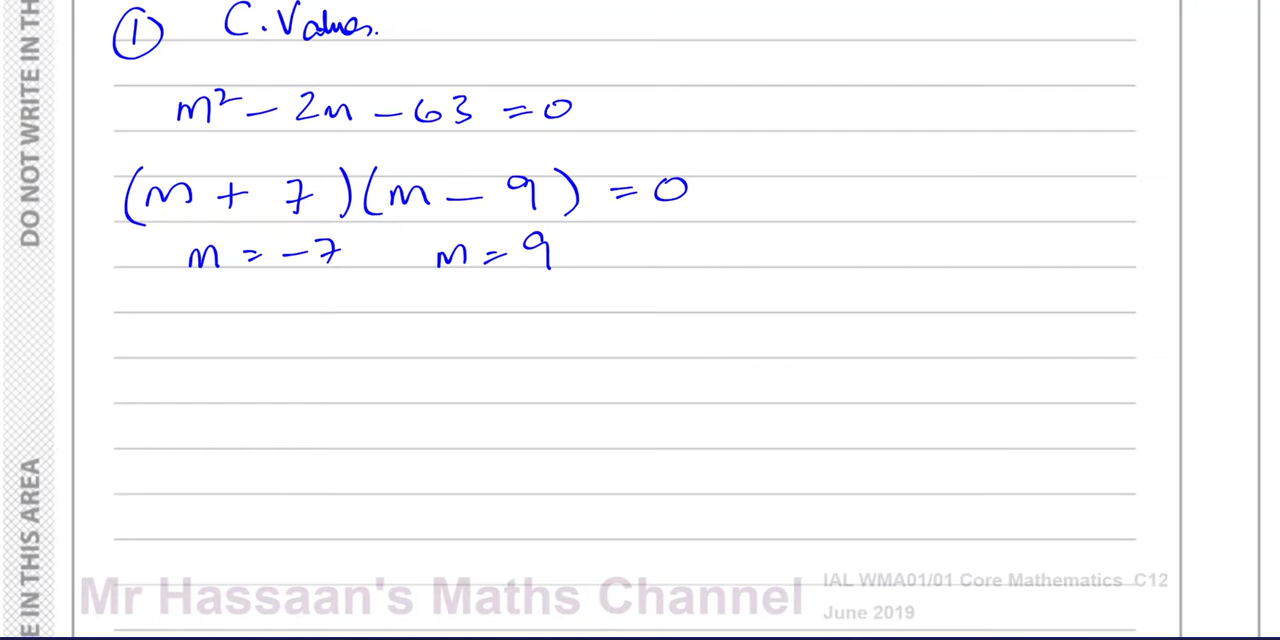 ① C. Values.
m² - 2m - 63 = 0
(m + 7)(m - 9) = 0
m = -7 m = 9
DO NOT WRITE IN TH
E IN THIS AREA
Mr Hassaan's Maths Channel
IAL WMA01/01 Core Mathematics C12
June 2019